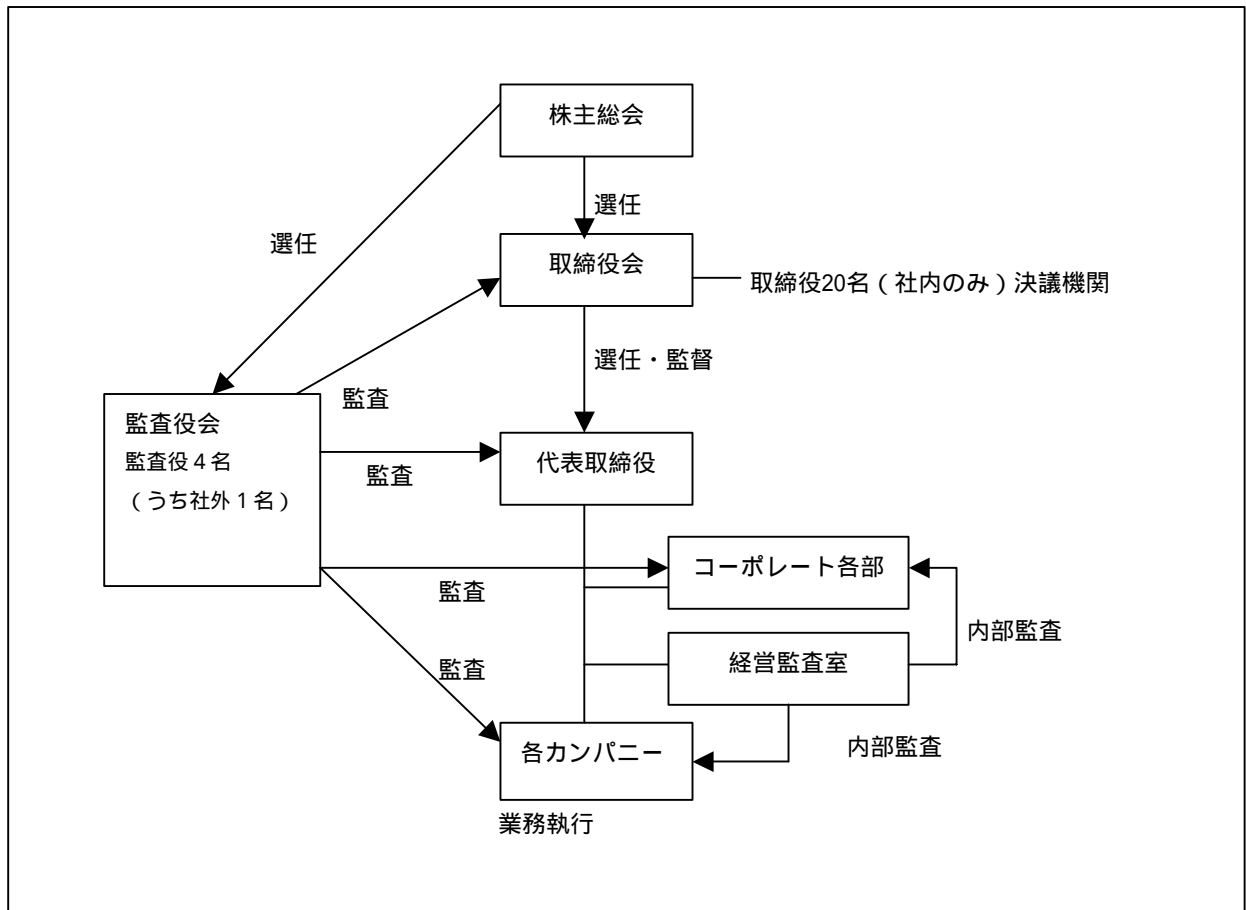 株主総会
選任
選任
取締役会
取締役20名（社内のみ）決議機関
選任・監督
監査
監査役会
監査役４名
（うち社外１名）
代表取締役
監査
コーポレート各部
監査
内部監査
経営監査室
監査
各カンパニー
内部監査
業務執行